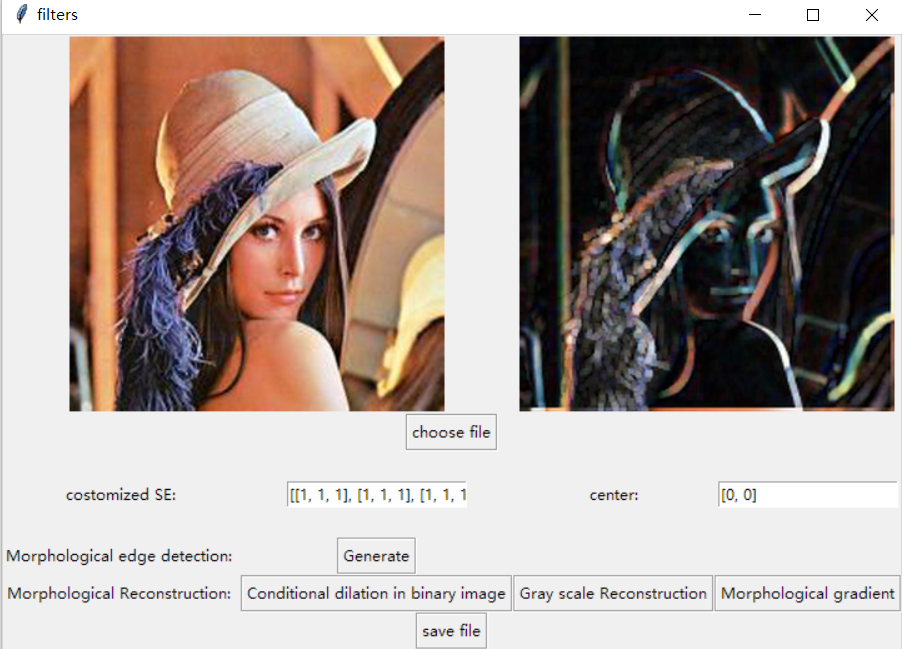 filters
choose file
costomized SE: [[1, 1, 1], [1, 1, 1], [1, 1, 1 center: [0, 0]
Morphological edge detection: Generate
Morphological Reconstruction: Conditional dilation in binary image Gray scale Reconstruction Morphological gradient
save file